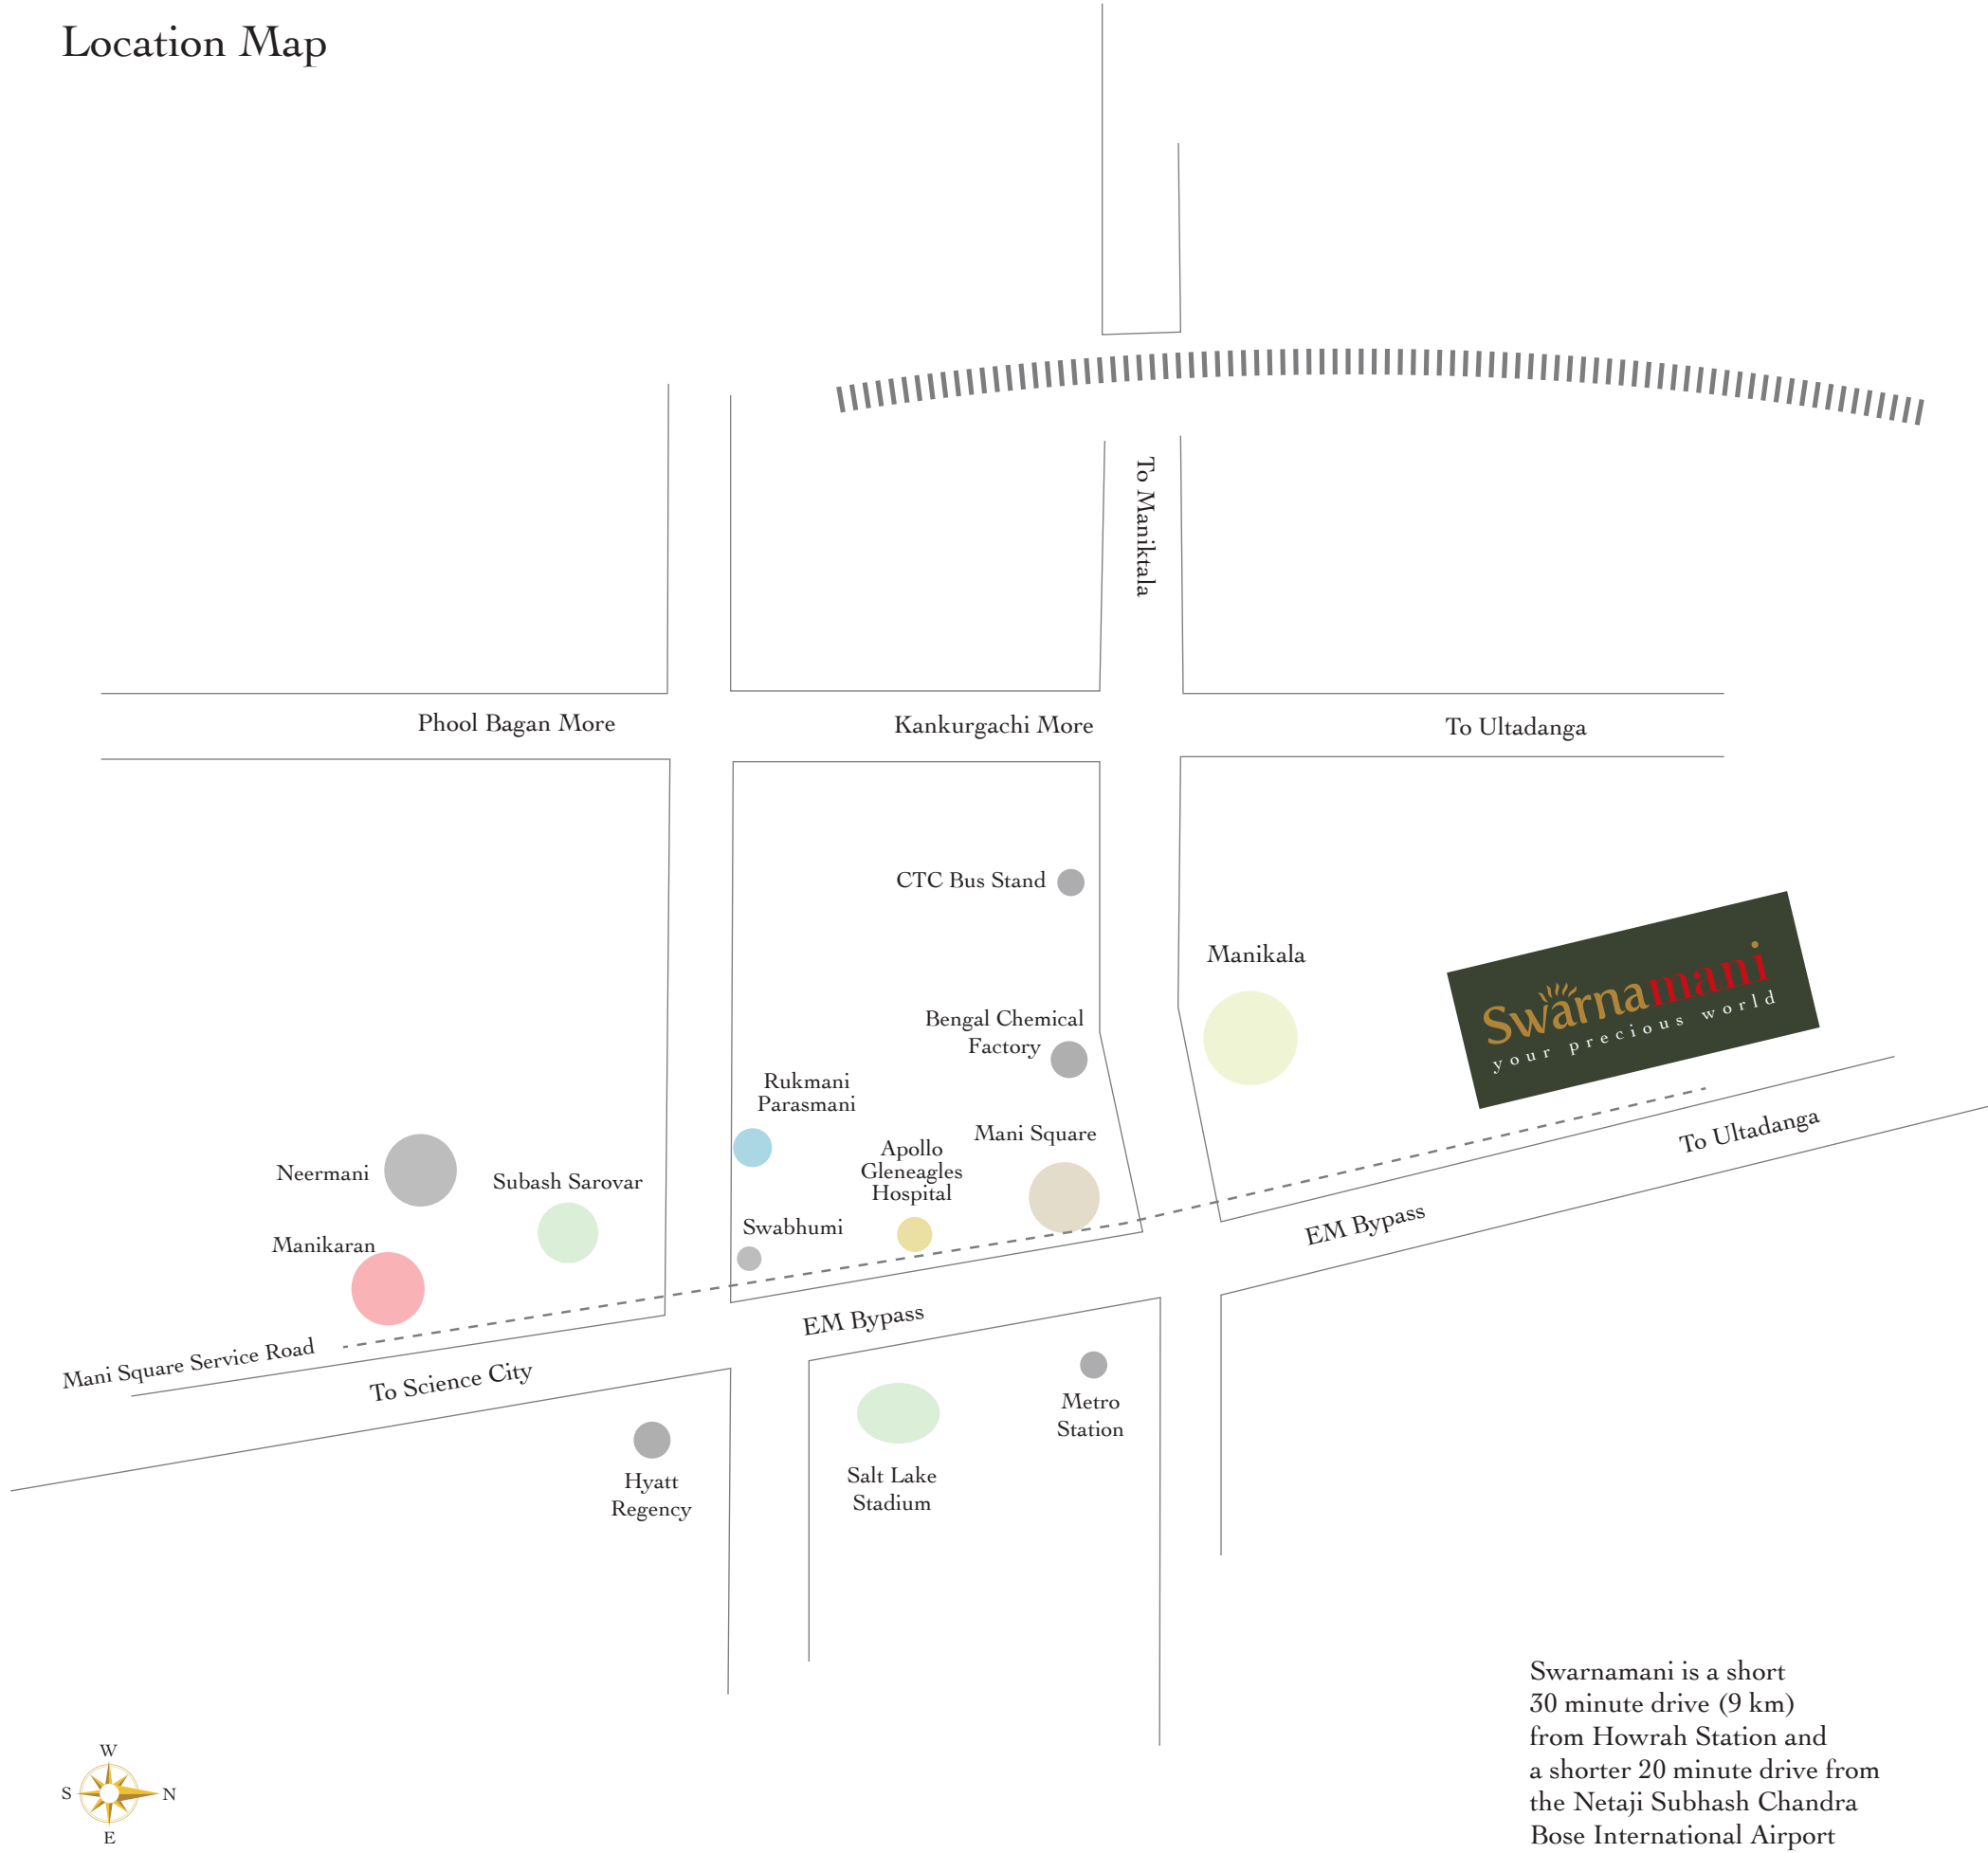 Location Map
To Maniktala
Phool Bagan More
Kankurgachi More
To Ultadanga
CTC Bus Stand
Manikala
Swarnamani
your precious world
Bengal Chemical
Factory
Rukmani
Parasmani
Mani Square
Apollo
Gleneagles
Hospital
Neermani
Subash Sarovar
Swabhumi
Manikaran
To Ultadanga
EM Bypass
EM Bypass
Mani Square Service Road
To Science City
Metro
Station
Hyatt
Regency
Salt Lake
Stadium
Swarnamani is a short
30 minute drive (9 km)
from Howrah Station and
a shorter 20 minute drive from
the Netaji Subhash Chandra
Bose International Airport
W
S
N
E